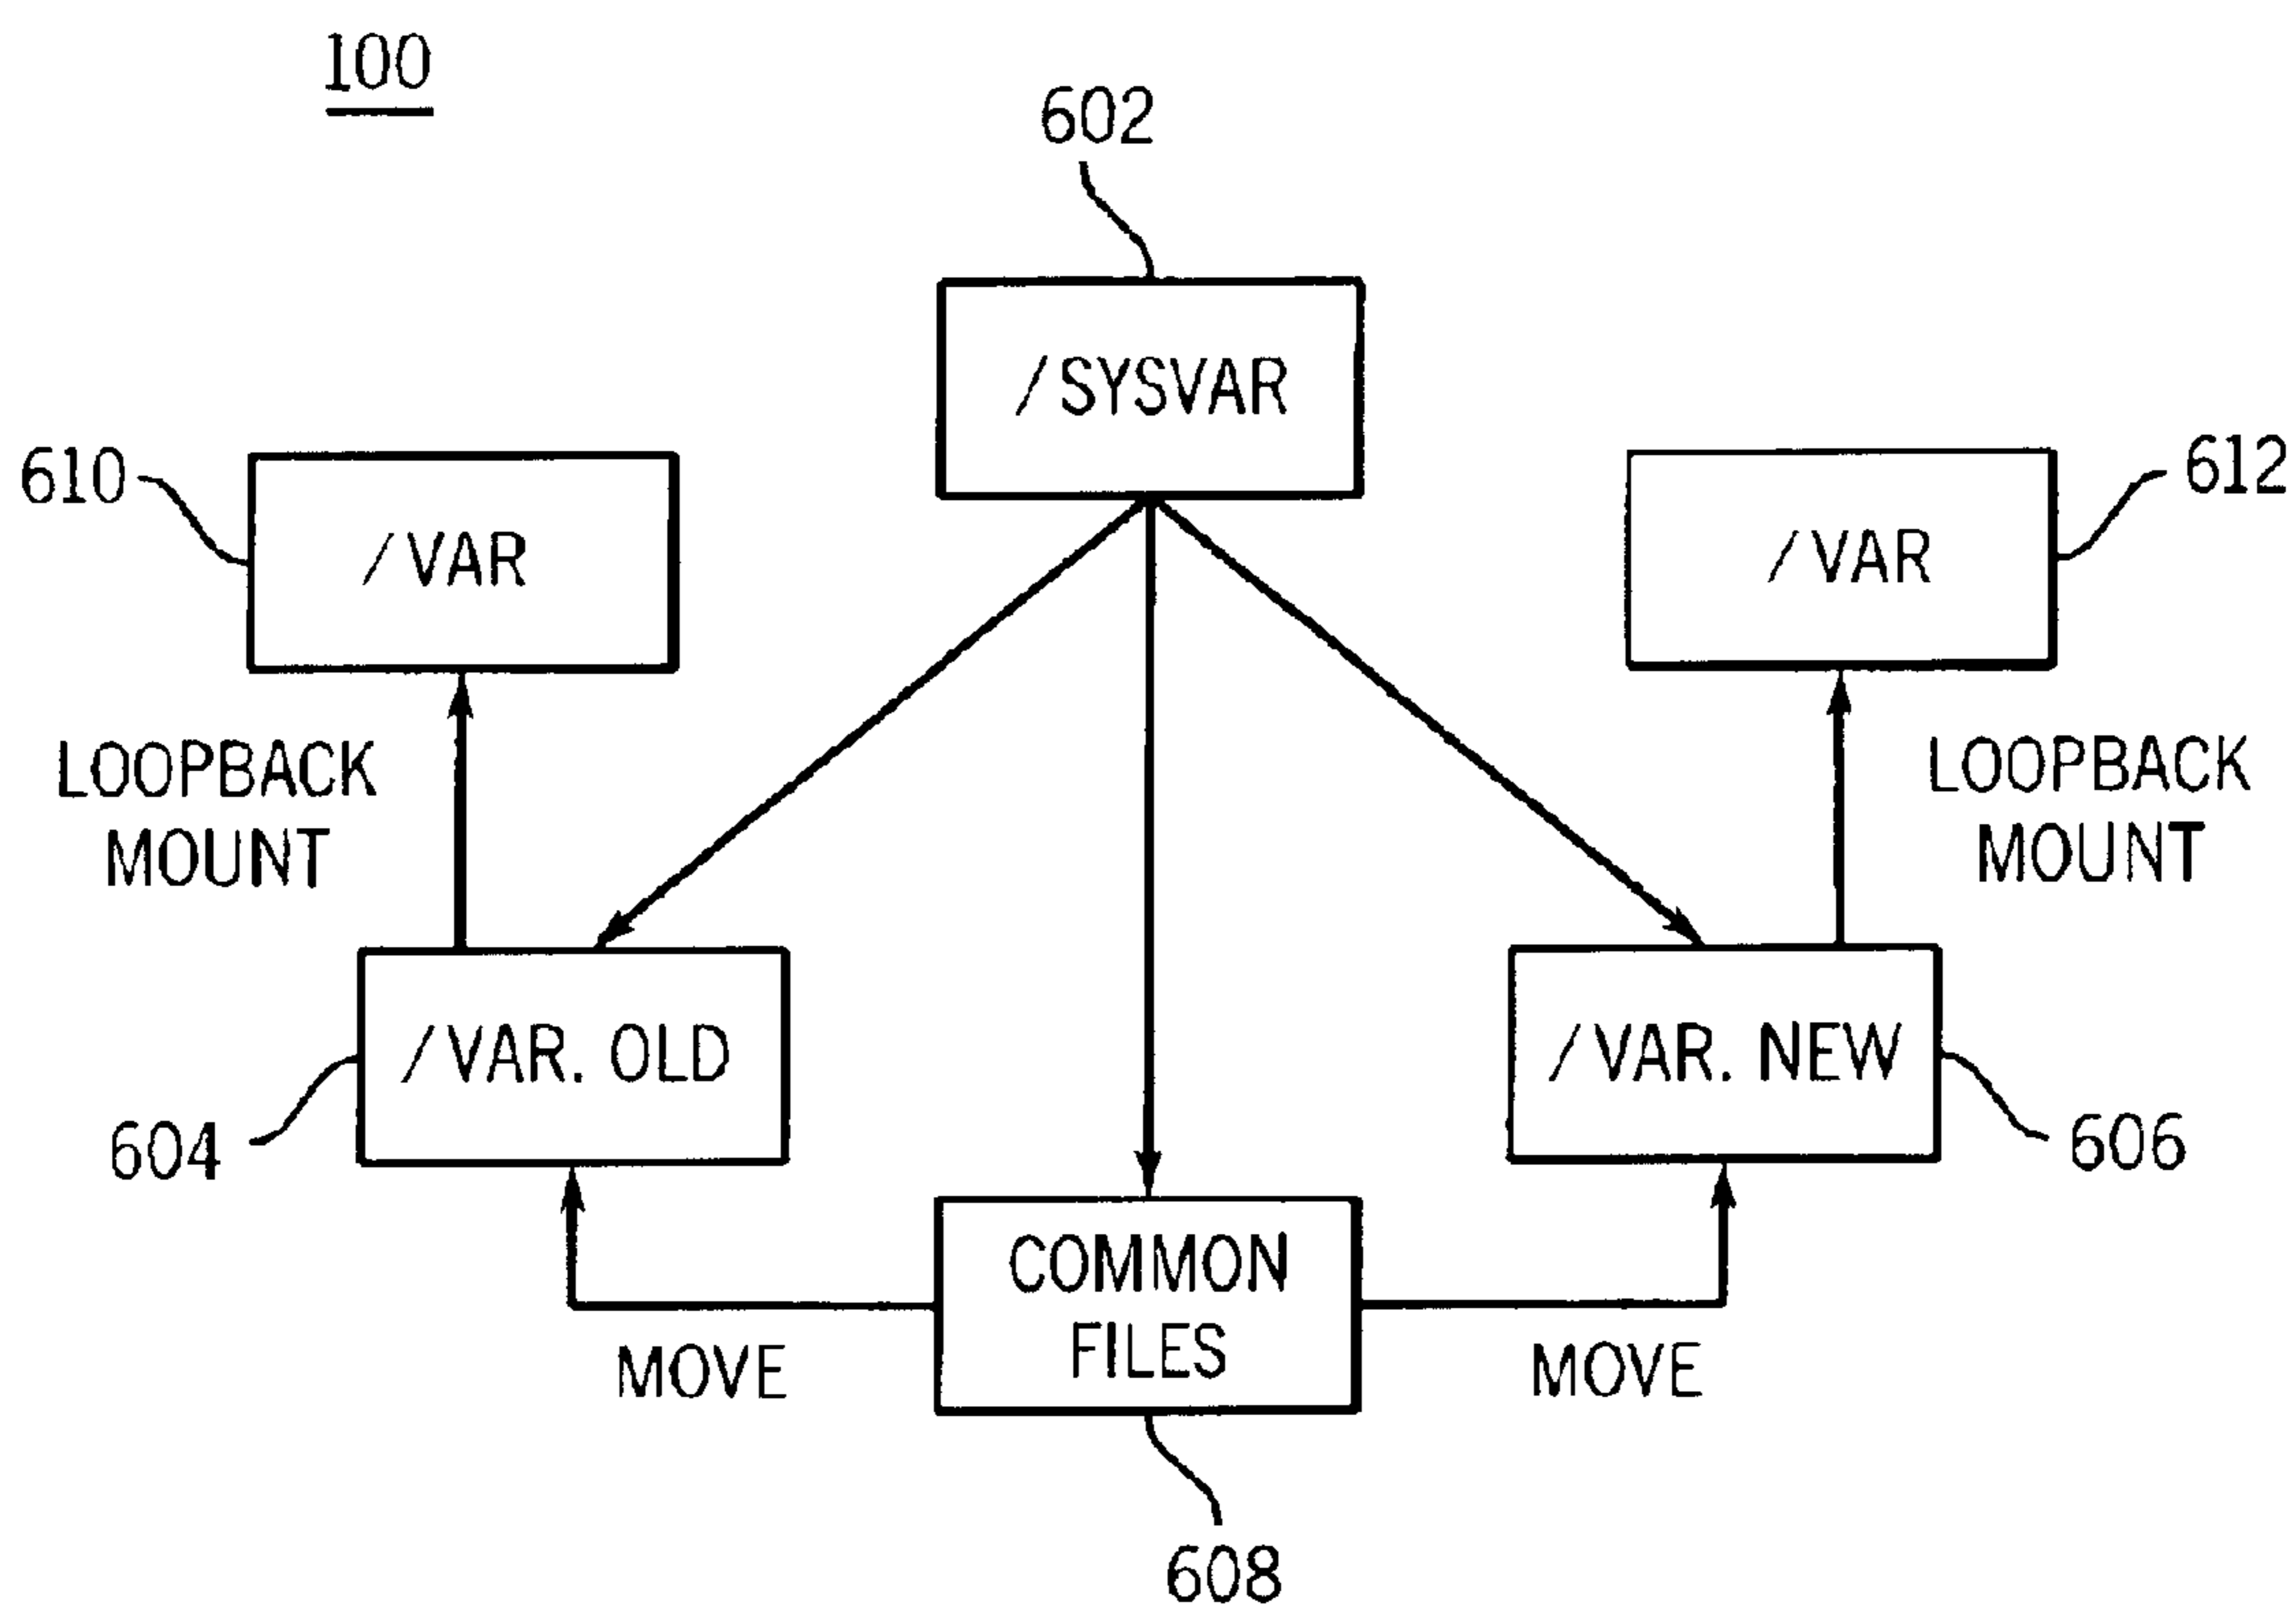 100
602
/SYSVAR
610
/VAR
612
/VAR
LOOPBACK
MOUNT
LOOPBACK
MOUNT
/VAR. OLD
604
/VAR. NEW
606
COMMON
FILES
MOVE
MOVE
608